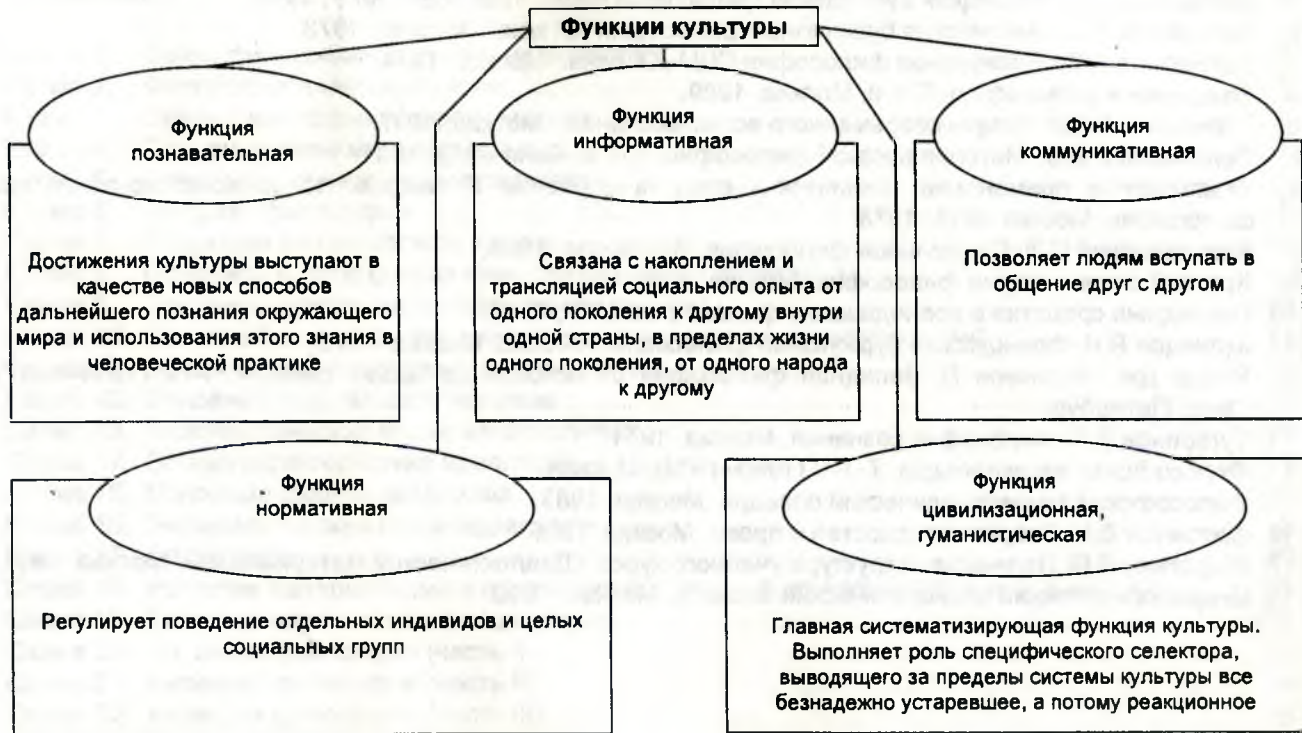 Функции культуры
Функция
познавательная
Достижения культуры выступают в
качестве новых способов
дальнейшего познания окружающего
мира и использования этого знания в
человеческой практике
Функция
информативная
Связана с накоплением и
трансляцией социального опыта от
одного поколения к другому внутри
одной страны, в пределах жизни
одного поколения, от одного народа
к другому
Функция
коммуникативная
Позволяет людям вступать в
общение друг с другом
Функция
нормативная
Регулирует поведение отдельных индивидов и целых
социальных групп
Функция
цивилизационная,
гуманистическая
Главная систематизирующая функция культуры.
Выполняет роль специфического селектора,
выводящего за пределы системы культуры все
безнадежно устаревшее, а потому реакционное